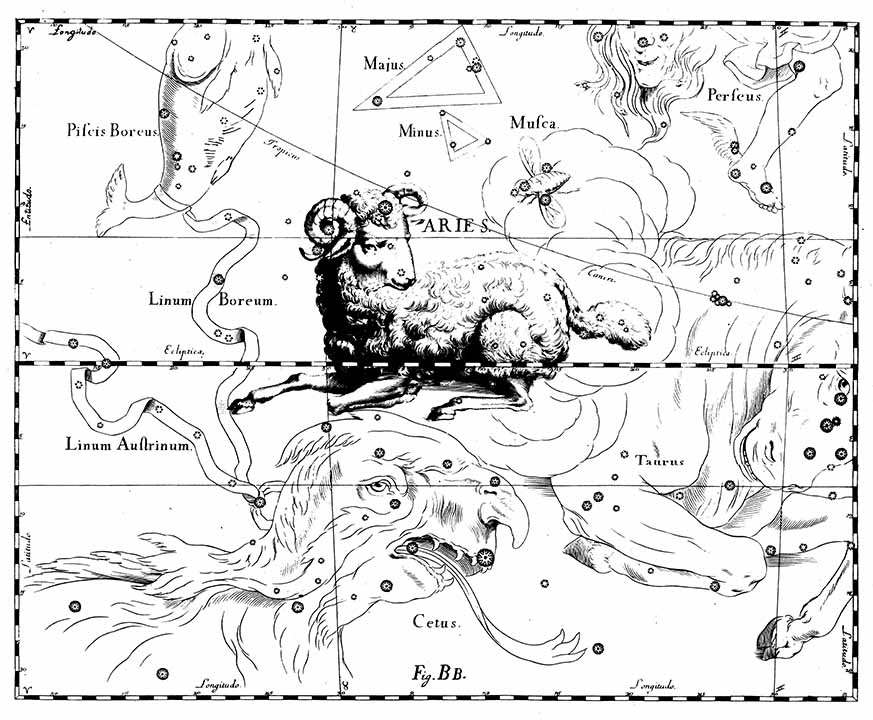 Longitudo.
Longitudo.
Majus.
Perseus.
Piscis Boreus.
Minus.
Musca.
Tropicus
Latitudo.
Latitudo.
ARIES.
Cancri.
Linum Boreum.
Ecliptica.
Ecliptica.
Linum Austrinum.
Taurus
Latitudo
Cetus.
Latitudo.
Fig. BB.
Longitudo.
Longitudo.